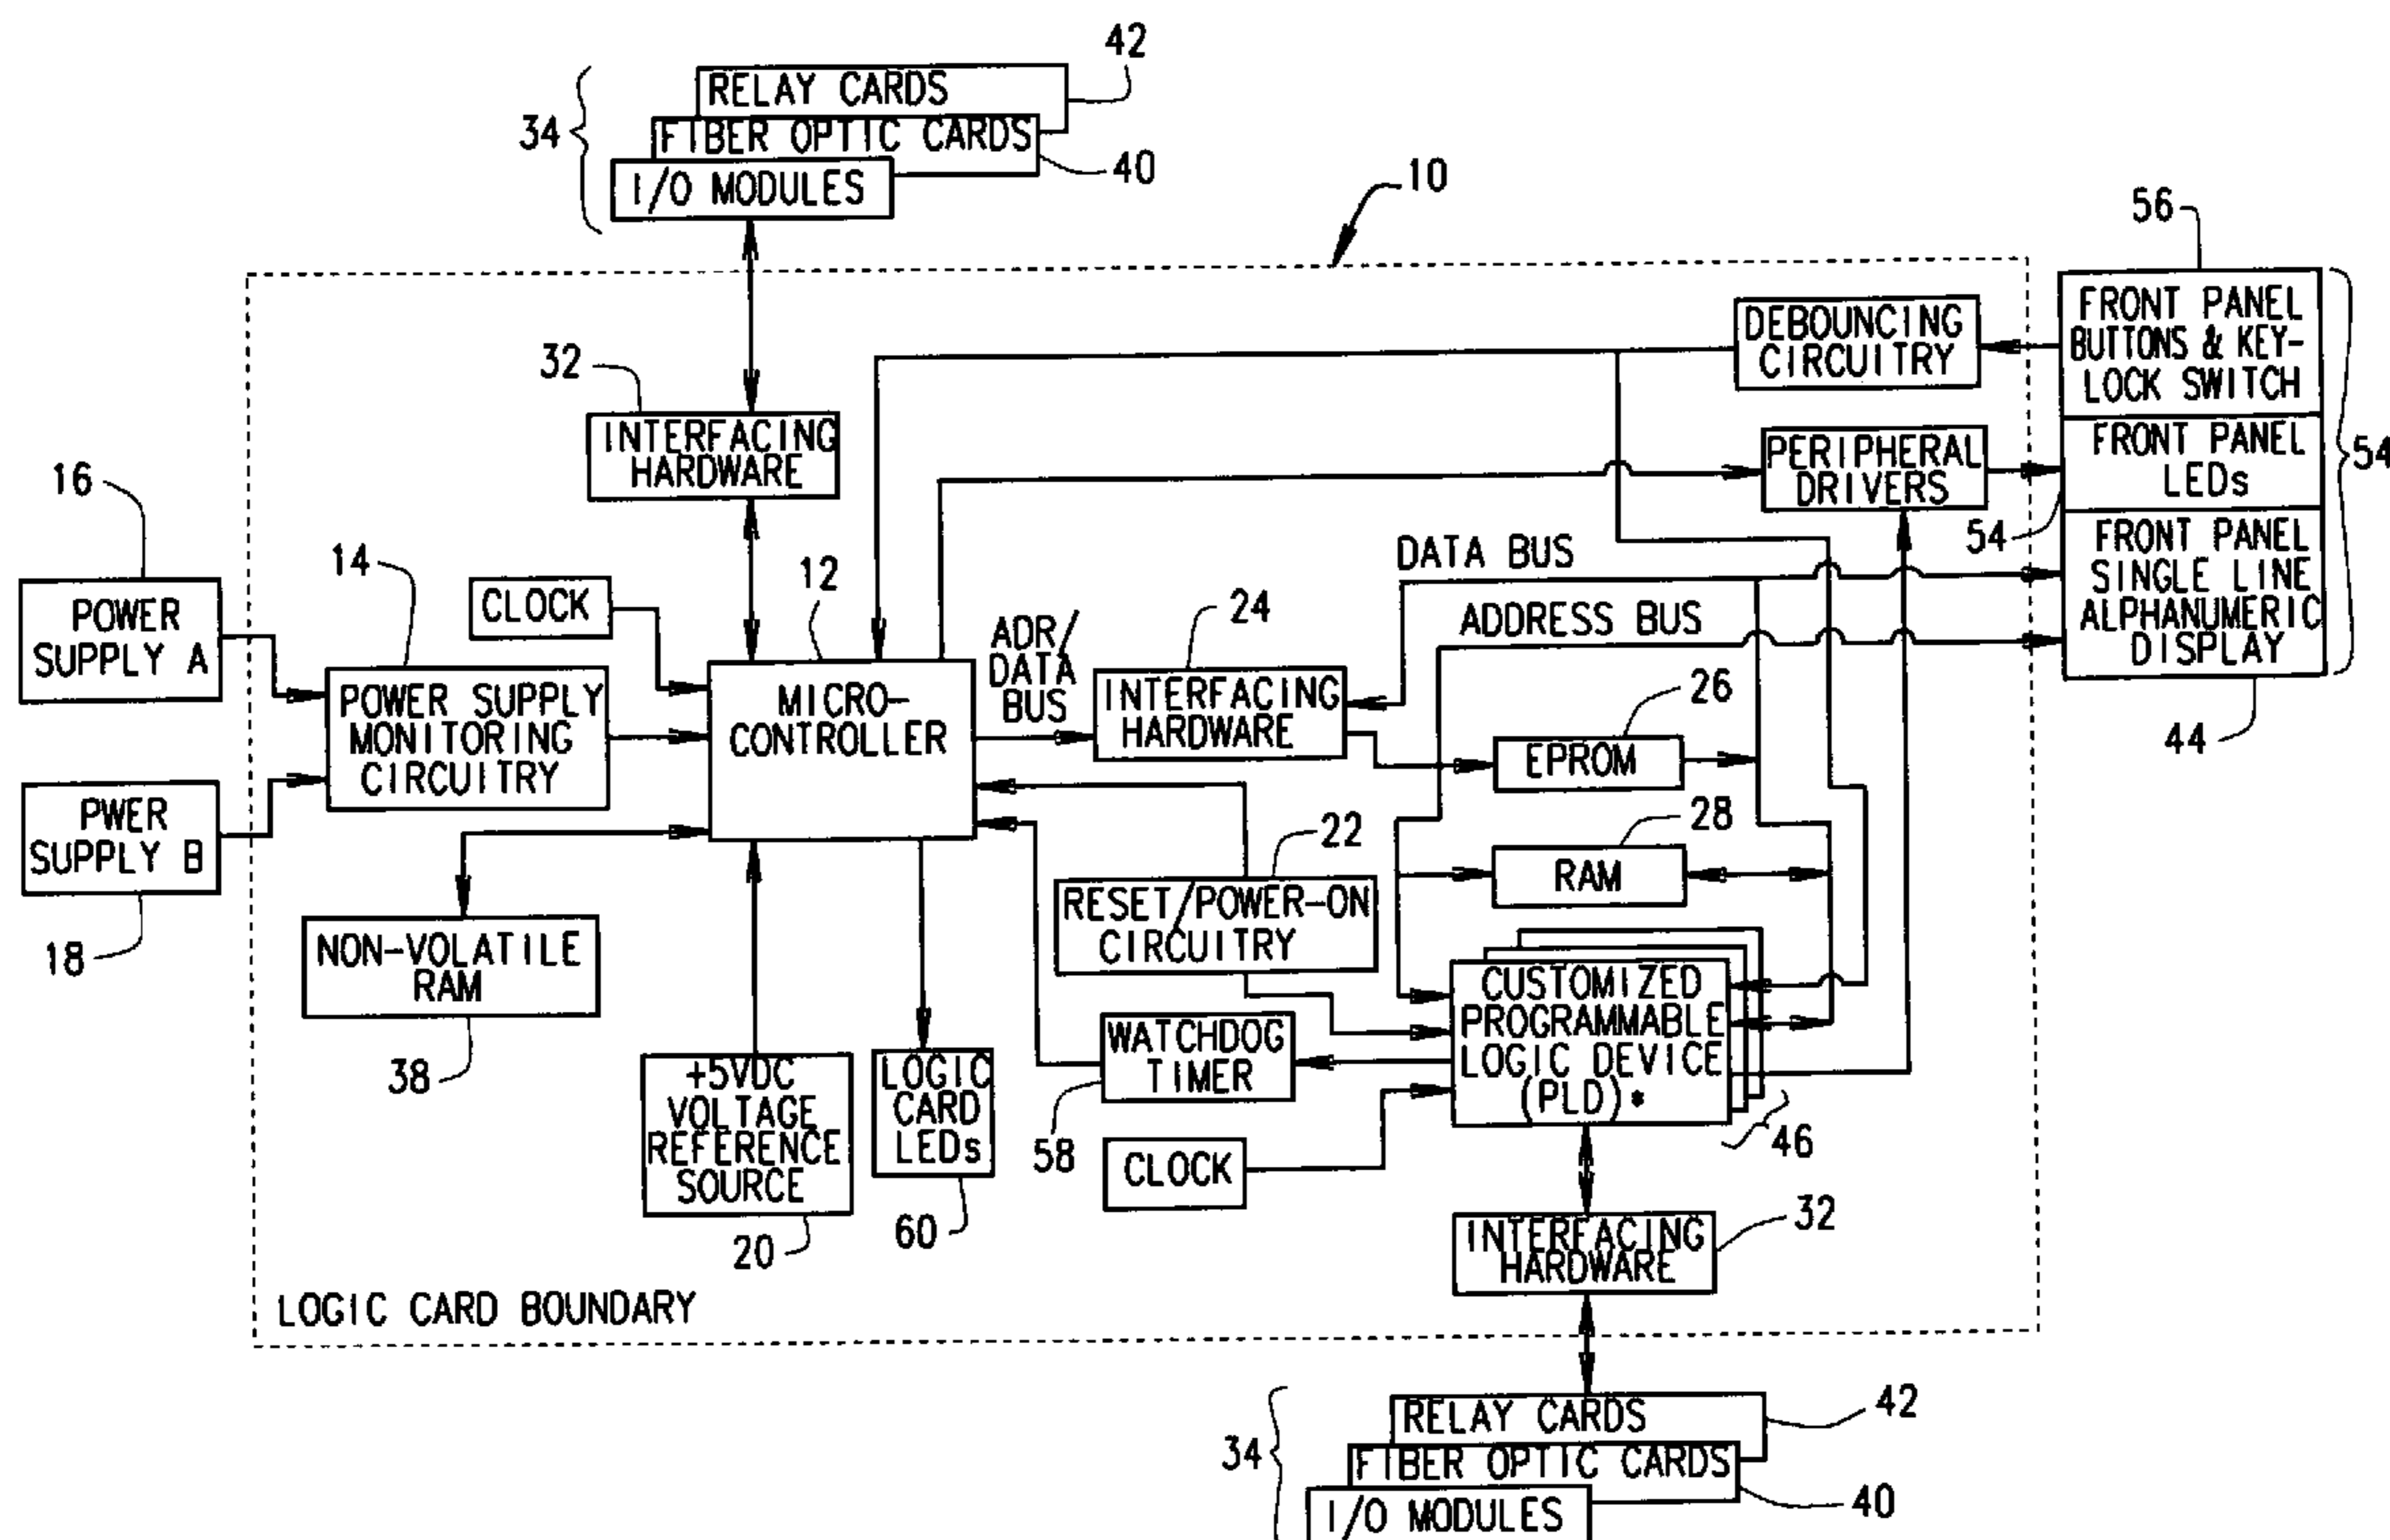 42
RELAY CARDS
34
FIBER OPTIC CARDS
40
I/O MODULES
10
56
FRONT PANEL
BUTTONS & KEY-
LOCK SWITCH
DEBOUNCING
CIRCUITRY
32
INTERFACING
HARDWARE
PERIPHERAL
DRIVERS
FRONT PANEL
LEDs
54
54
16
POWER
SUPPLY A
14
CLOCK
12
DATA BUS
FRONT PANEL
SINGLE LINE
ALPHANUMERIC
DISPLAY
44
ADDRESS BUS
ADR/
DATA
BUS
24
INTERFACING
HARDWARE
POWER SUPPLY
MONITORING
CIRCUITRY
MICRO-
CONTROLLER
26
EPROM
PWER
SUPPLY B
18
28
RAM
22
RESET/POWER-ON
CIRCUITRY
NON-VOLATILE
RAM
38
CUSTOMIZED
PROGRAMMABLE
LOGIC DEVICE
(PLD)*
46
WATCHDOG
TIMER
58
+5VDC
VOLTAGE
REFERENCE
SOURCE
20
LOGIC
CARD
LEDs
60
CLOCK
INTERFACING
HARDWARE
32
LOGIC CARD BOUNDARY
RELAY CARDS
42
34
FIBER OPTIC CARDS
40
I/O MODULES